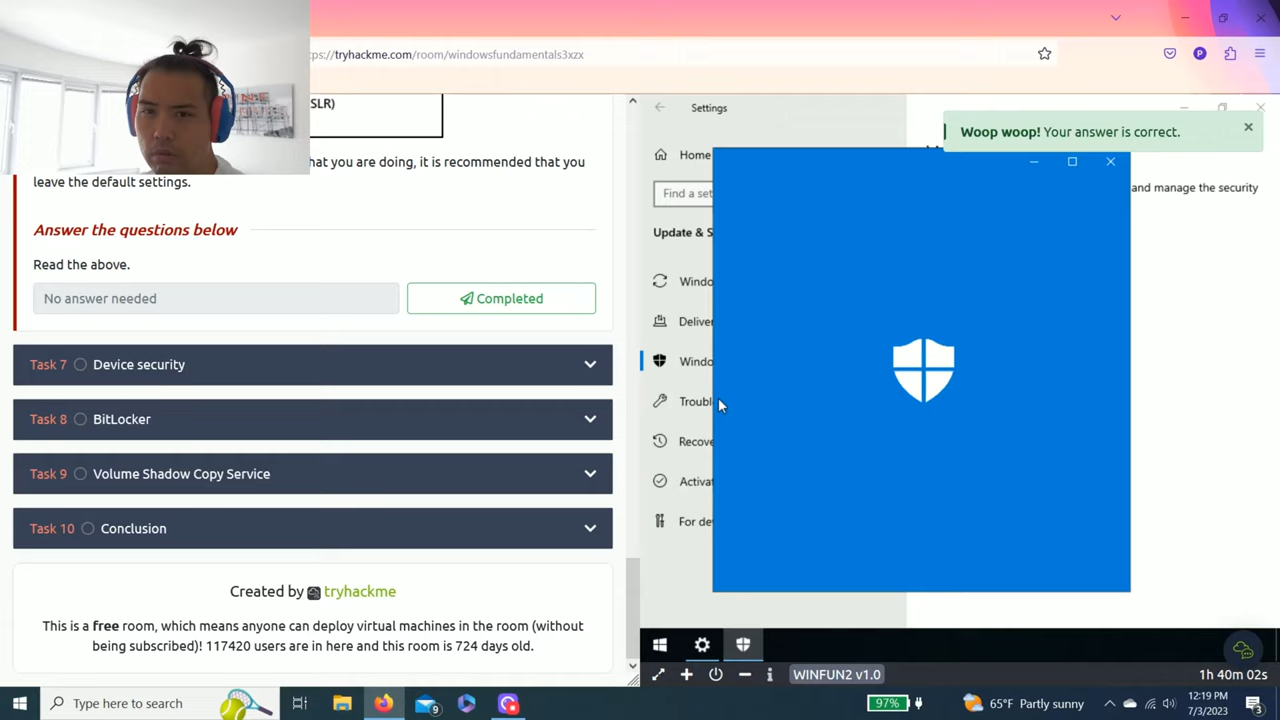 tryhackme.com/room/windowsfundamentals3xzx
P
SLR)
hat you are doing, it is recommended that you
leave the default settings.
Answer the questions below
Read the above.
No answer needed
Completed
Task 7 Device security
Task 8 BitLocker
Task 9 Volume Shadow Copy Service
Task 10 Conclusion
Created by tryhackme
This is a free room, which means anyone can deploy virtual machines in the room (without
being subscribed)! 117420 users are in here and this room is 724 days old.
Settings
Woop woop! Your answer is correct.
Home
Find a set
and manage the security
Update & S
Windo
Deliver
Windo
Troubl
Recove
Activat
For de
WINFUN2 v1.0
1h 40m 02s
Type here to search
9
97%
65°F Partly sunny
12:19 PM
7/3/2023
3